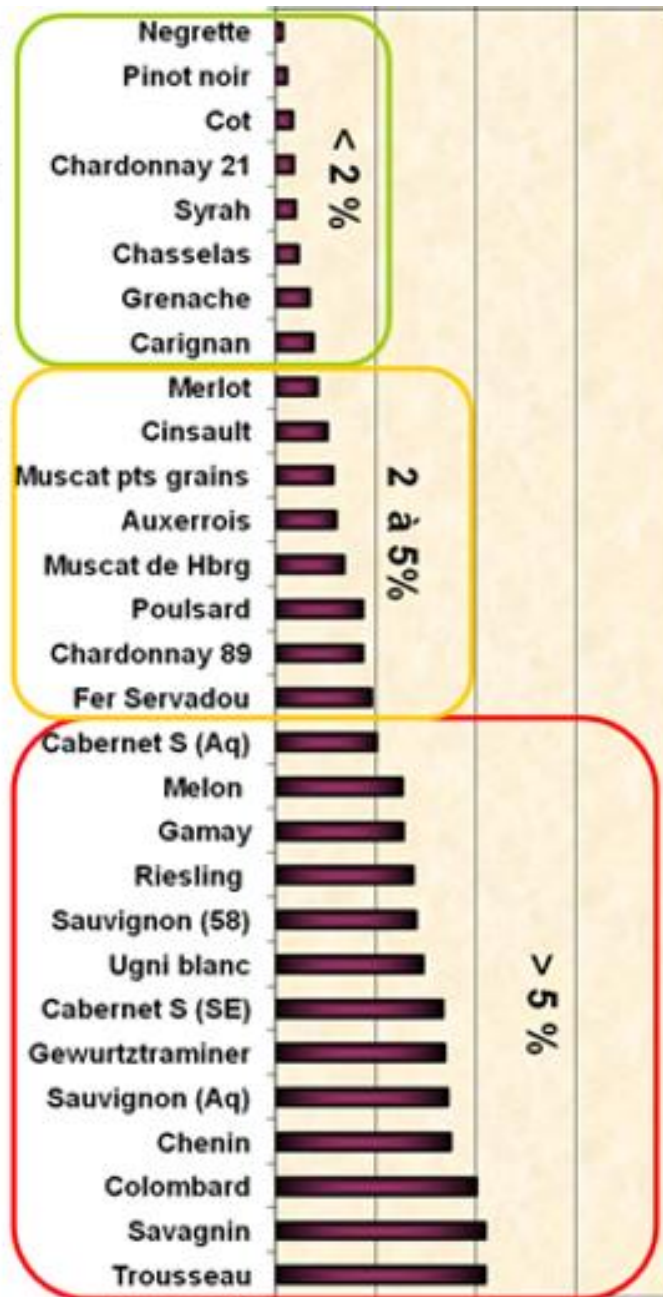 Negrette
Pinot noir
Cot
Chardonnay 21
Syrah
Chasselas
Grenache
Carignan
< 2 %
Merlot
Cinsault
Muscat pts grains
Auxerrois
Muscat de Hbrg
Poulsard
Chardonnay 89
Fer Servadou
2 à 5%
Cabernet S (Aq)
Melon
Gamay
Riesling
Sauvignon (58)
Ugni blanc
Cabernet S (SE)
Gewurtztraminer
Sauvignon (Aq)
Chenin
Colombard
Savagnin
Trousseau
> 5 %